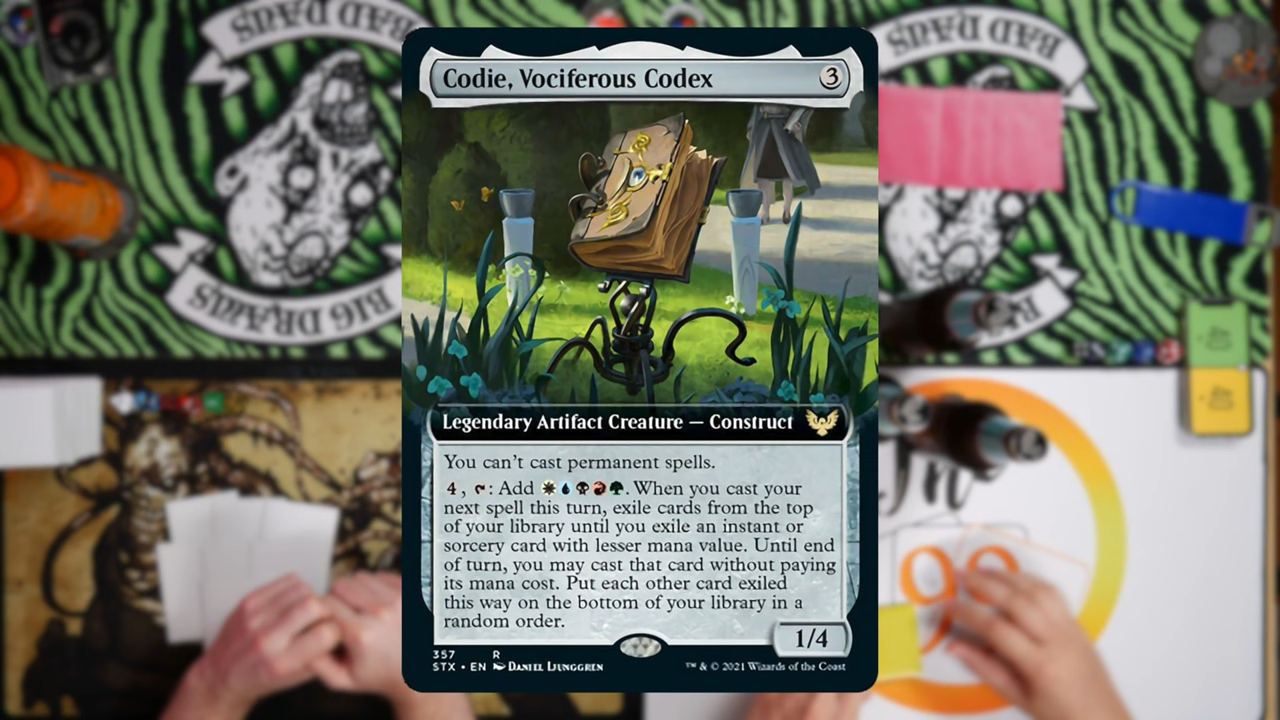 BAD DRAWS
BIG DRAWS
BAD DRAWS
Codie, Vociferous Codex
3
Legendary Artifact Creature — Construct
You can't cast permanent spells.
4, : Add . When you cast your
next spell this turn, exile cards from the top
of your library until you exile an instant or
sorcery card with lesser mana value. Until end
of turn, you may cast that card without paying
its mana cost. Put each other card exiled
this way on the bottom of your library in a
random order.
1/4
357 R
STX • EN DANIEL LJUNGGREN
™ & © 2021 Wizards of the Coast